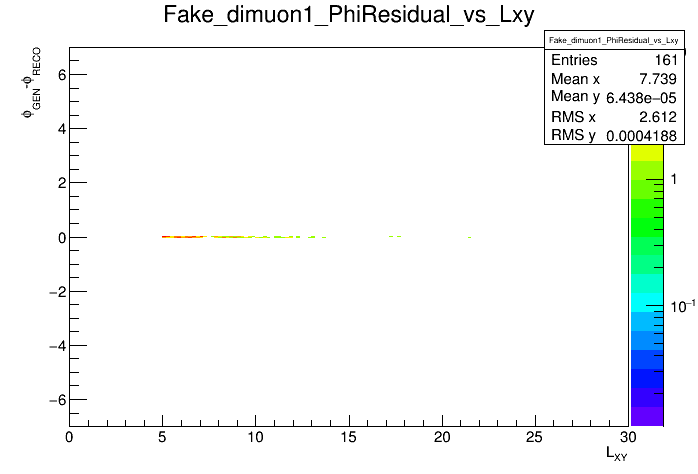 Fake_dimuon1_PhiResidual_vs_Lxy
Fake_dimuon1_PhiResidual_vs_Lxy
Entries 161
Mean x 7.739
Mean y 6.438e−05
RMS x 2.612
RMS y 0.0004188
ϕGEN-ϕRECO
6
4
2
0
−2
−4
−6
0 5 10 15 20 25 30
LXY
1
10−1